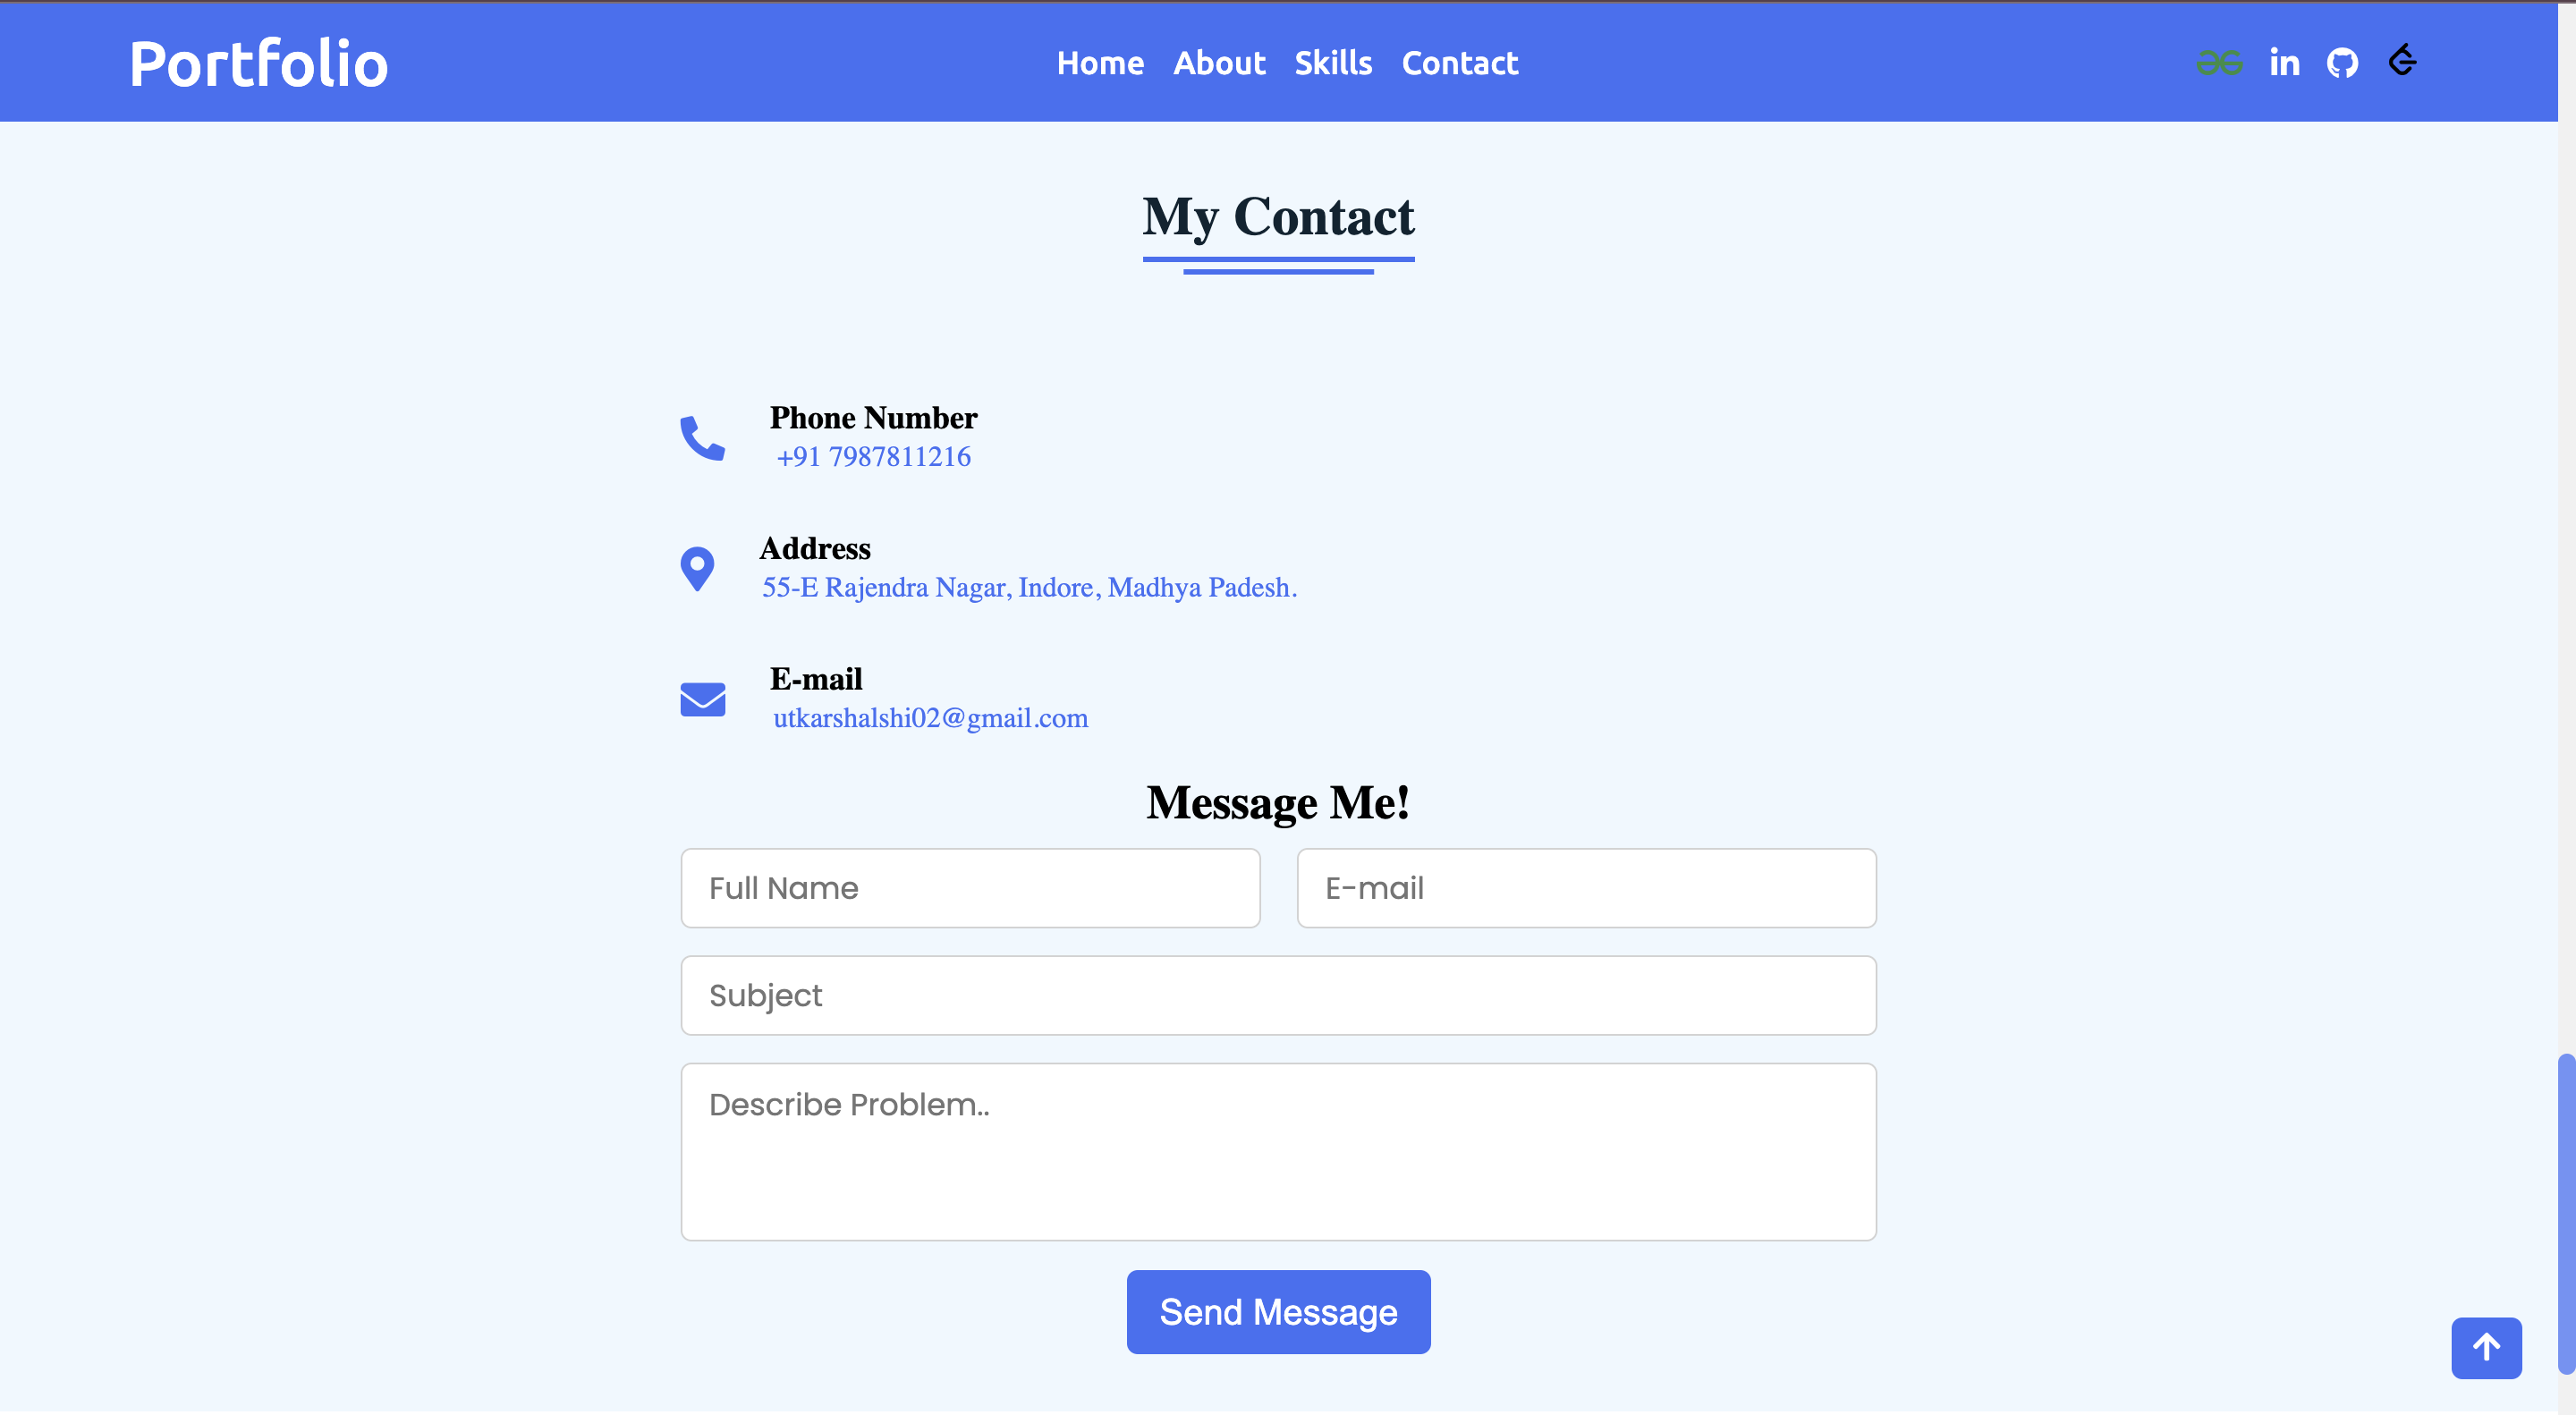 Portfolio
Home About Skills Contact
My Contact
Phone Number
+91 7987811216
Address
55-E Rajendra Nagar, Indore, Madhya Padesh.
E-mail
utkarshalshi02@gmail.com
Message Me!
Full Name E-mail
Subject
Describe Problem..
Send Message